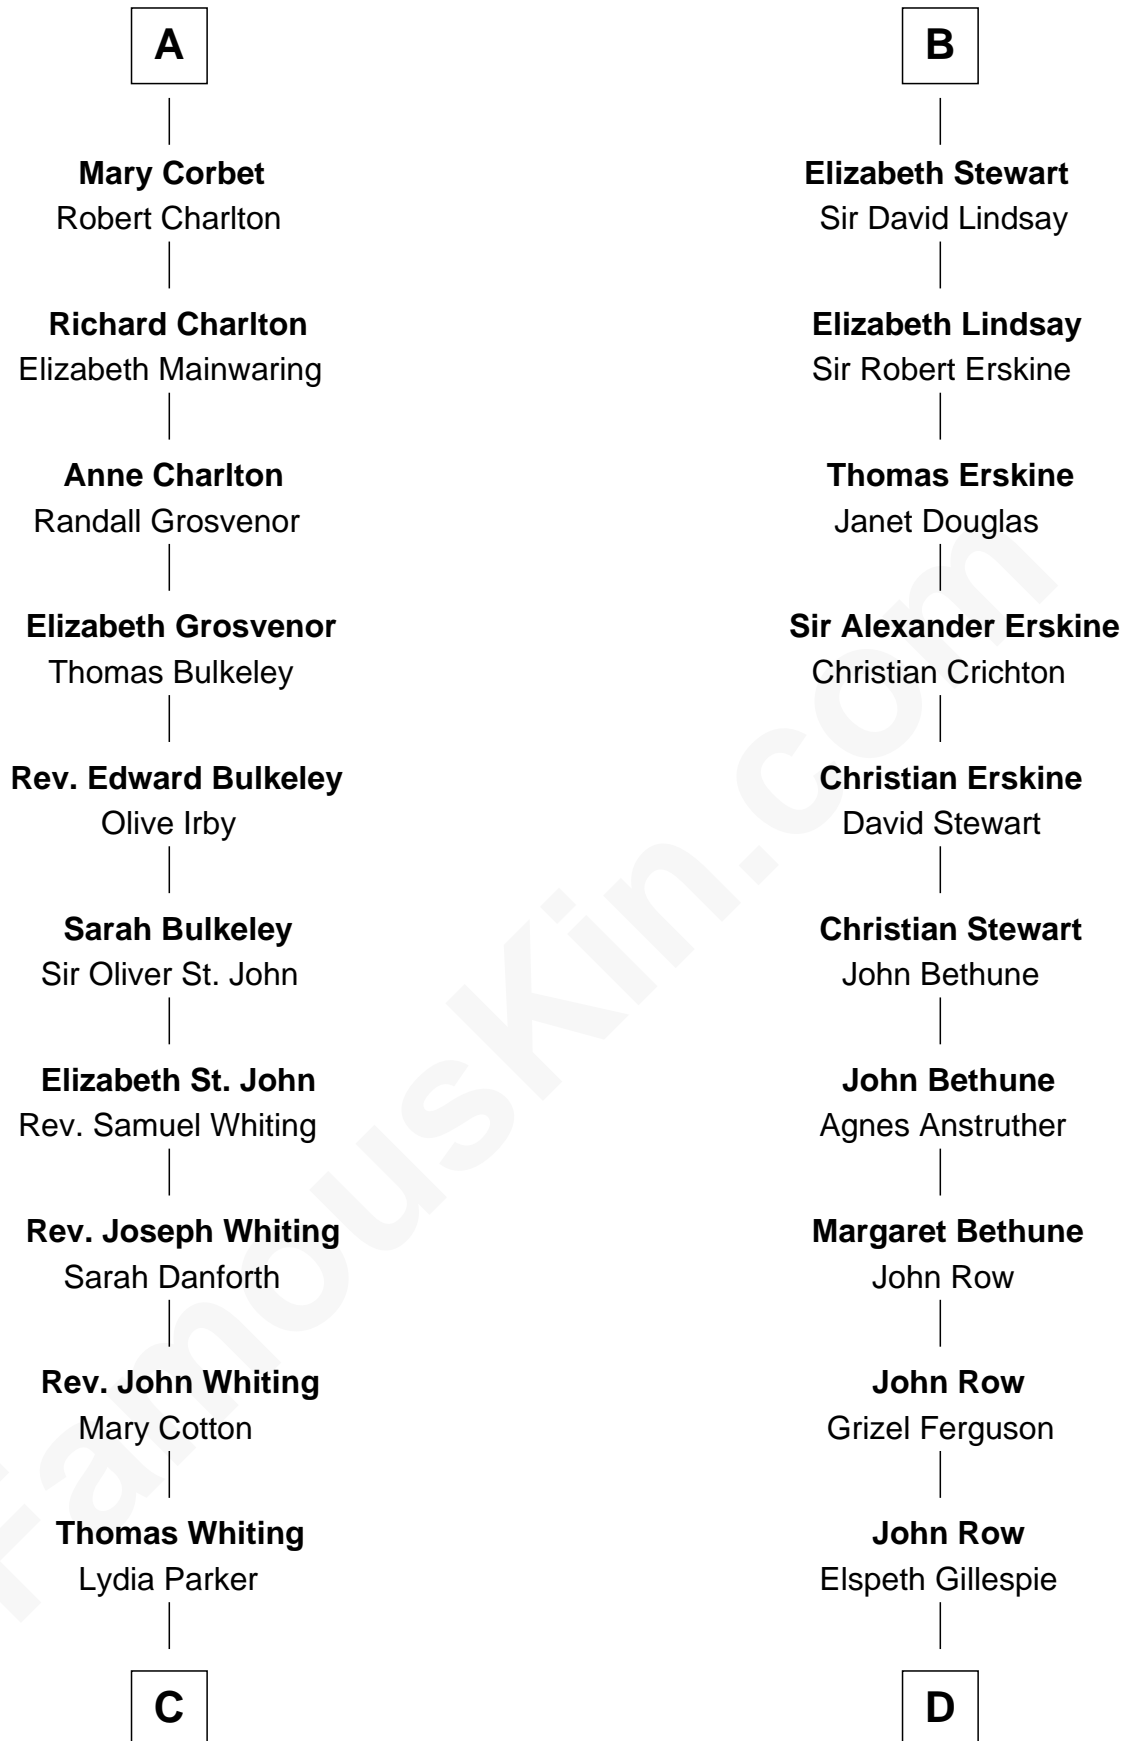 A
Mary Corbet
Robert Charlton
Richard Charlton
Elizabeth Mainwaring
Anne Charlton
Randall Grosvenor
Elizabeth Grosvenor
Thomas Bulkeley
Rev. Edward Bulkeley
Olive Irby
Sarah Bulkeley
Sir Oliver St. John
Elizabeth St. John
Rev. Samuel Whiting
Rev. Joseph Whiting
Sarah Danforth
Rev. John Whiting
Mary Cotton
Thomas Whiting
Lydia Parker
C
B
Elizabeth Stewart
Sir David Lindsay
Elizabeth Lindsay
Sir Robert Erskine
Thomas Erskine
Janet Douglas
Sir Alexander Erskine
Christian Crichton
Christian Erskine
David Stewart
Christian Stewart
John Bethune
John Bethune
Agnes Anstruther
Margaret Bethune
John Row
John Row
Grizel Ferguson
John Row
Elspeth Gillespie
D
FamousKin.com